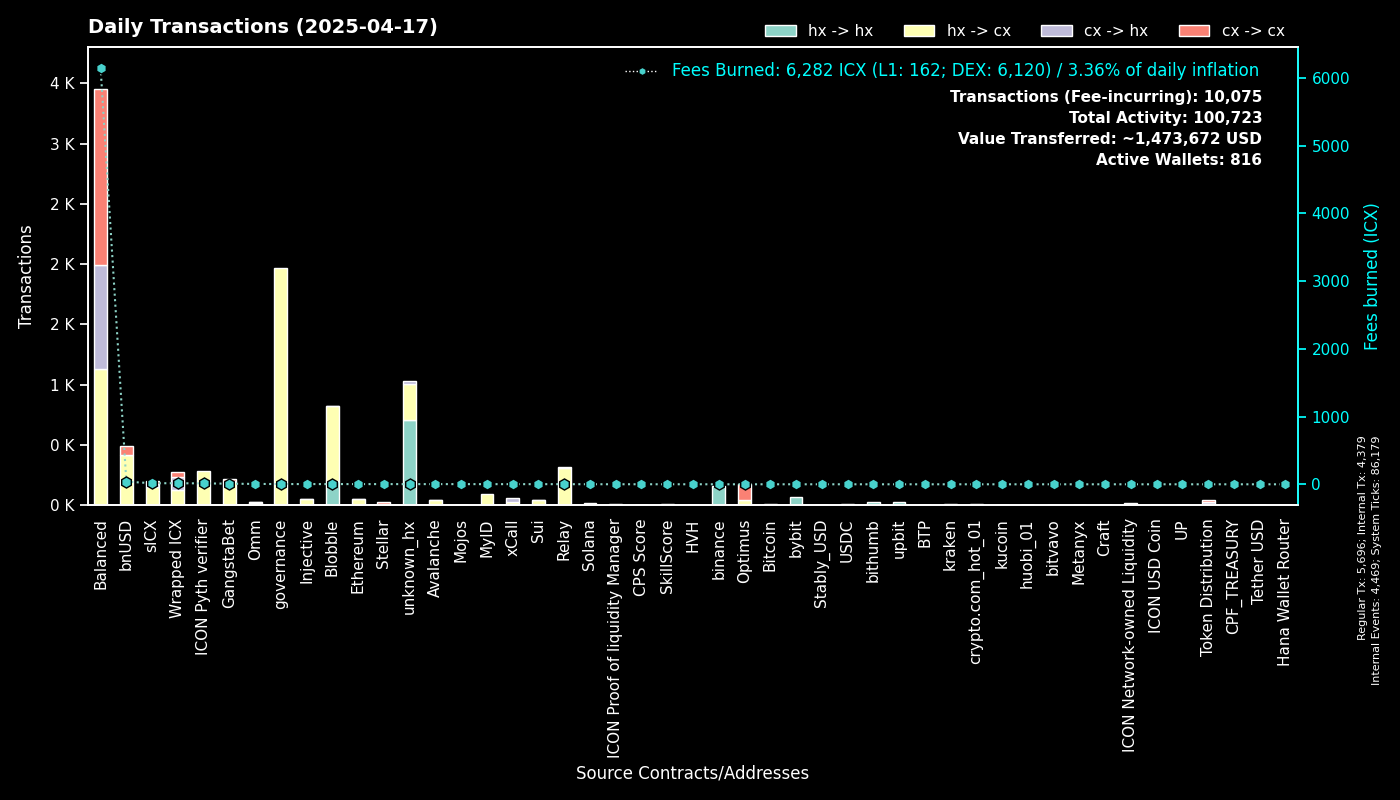 Daily Transactions (2025-04-17)
hx -> hx
hx -> cx
cx -> hx
cx -> cx
Fees Burned: 6,282 ICX (L1: 162; DEX: 6,120) / 3.36% of daily inflation
Transactions (Fee-incurring): 10,075
Total Activity: 100,723
Value Transferred: ~1,473,672 USD
Active Wallets: 816
Transactions
4 K
3 K
2 K
2 K
2 K
1 K
0 K
0 K
6000
5000
4000
3000
2000
1000
0
Fees burned (ICX)
Balanced
bnUSD
sICX
Wrapped ICX
ICON Pyth verifier
GangstaBet
Omm
governance
Injective
Blobble
Ethereum
Stellar
unknown_hx
Avalanche
Mojos
MyID
xCall
Sui
Relay
Solana
ICON Proof of liquidity Manager
CPS Score
SkillScore
HVH
binance
Optimus
Bitcoin
bybit
Stably_USD
USDC
bithumb
upbit
BTP
kraken
crypto.com_hot_01
kucoin
huobi_01
bitvavo
Metanyx
Craft
ICON Network-owned Liquidity
ICON USD Coin
UP
Token Distribution
CPF_TREASURY
Tether USD
Hana Wallet Router
Source Contracts/Addresses
Regular Tx: 5,696; Internal Tx: 4,379
Internal Events: 4,469; System Ticks: 86,179